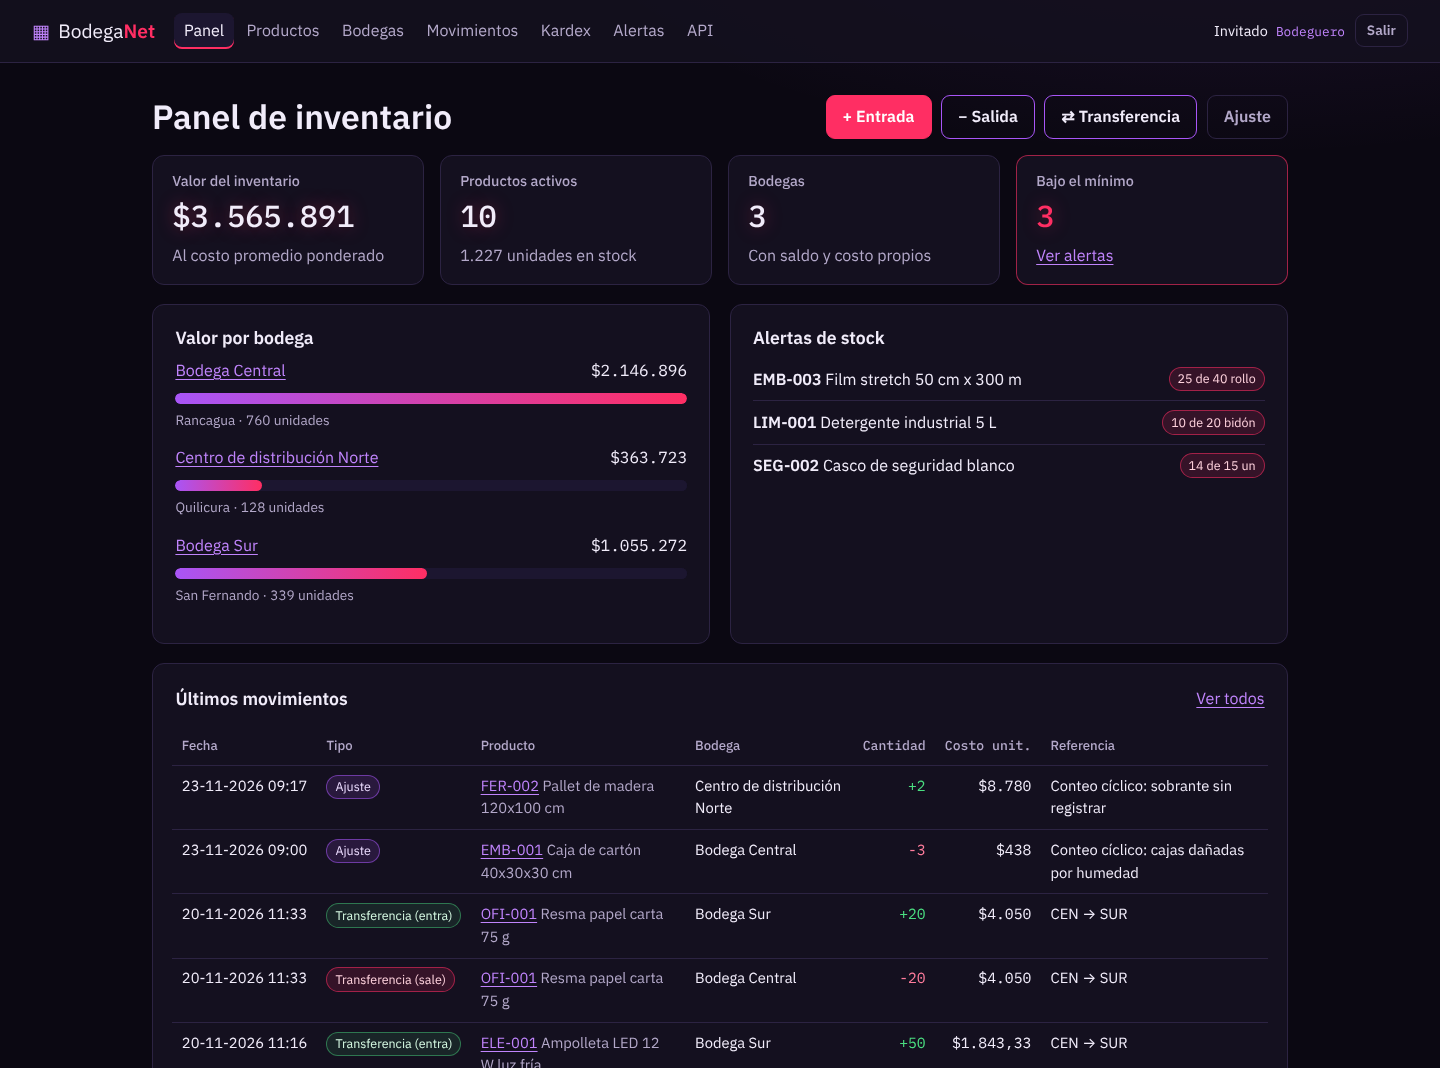 BodegaNet Panel Productos Bodegas Movimientos Kardex Alertas API Invitado Bodeguero Salir
Panel de inventario
+ Entrada
− Salida
⇄ Transferencia
Ajuste
Valor del inventario
$3.565.891
Al costo promedio ponderado
Productos activos
10
1.227 unidades en stock
Bodegas
3
Con saldo y costo propios
Bajo el mínimo
3
Ver alertas
Valor por bodega
Bodega Central $2.146.896
Rancagua · 760 unidades
Centro de distribución Norte $363.723
Quilicura · 128 unidades
Bodega Sur $1.055.272
San Fernando · 339 unidades
Alertas de stock
EMB-003 Film stretch 50 cm x 300 m 25 de 40 rollo
LIM-001 Detergente industrial 5 L 10 de 20 bidón
SEG-002 Casco de seguridad blanco 14 de 15 un
Últimos movimientos Ver todos
Fecha Tipo Producto Bodega Cantidad Costo unit. Referencia
23-11-2026 09:17 Ajuste FER-002 Pallet de madera Centro de distribución +2 $8.780 Conteo cíclico: sobrante sin
120x100 cm Norte registrar
23-11-2026 09:00 Ajuste EMB-001 Caja de cartón Bodega Central -3 $438 Conteo cíclico: cajas dañadas
40x30x30 cm por humedad
20-11-2026 11:33 Transferencia (entra) OFI-001 Resma papel carta Bodega Sur +20 $4.050 CEN → SUR
75 g
20-11-2026 11:33 Transferencia (sale) OFI-001 Resma papel carta Bodega Central -20 $4.050 CEN → SUR
75 g
20-11-2026 11:16 Transferencia (entra) ELE-001 Ampolleta LED 12 Bodega Sur +50 $1.843,33 CEN → SUR
W luz fría